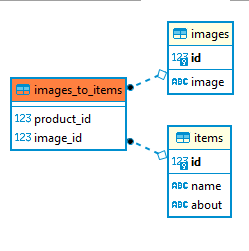 images
123 id
ABC image
images_to_items
123 product_id
123 image_id
items
123 id
ABC name
ABC about